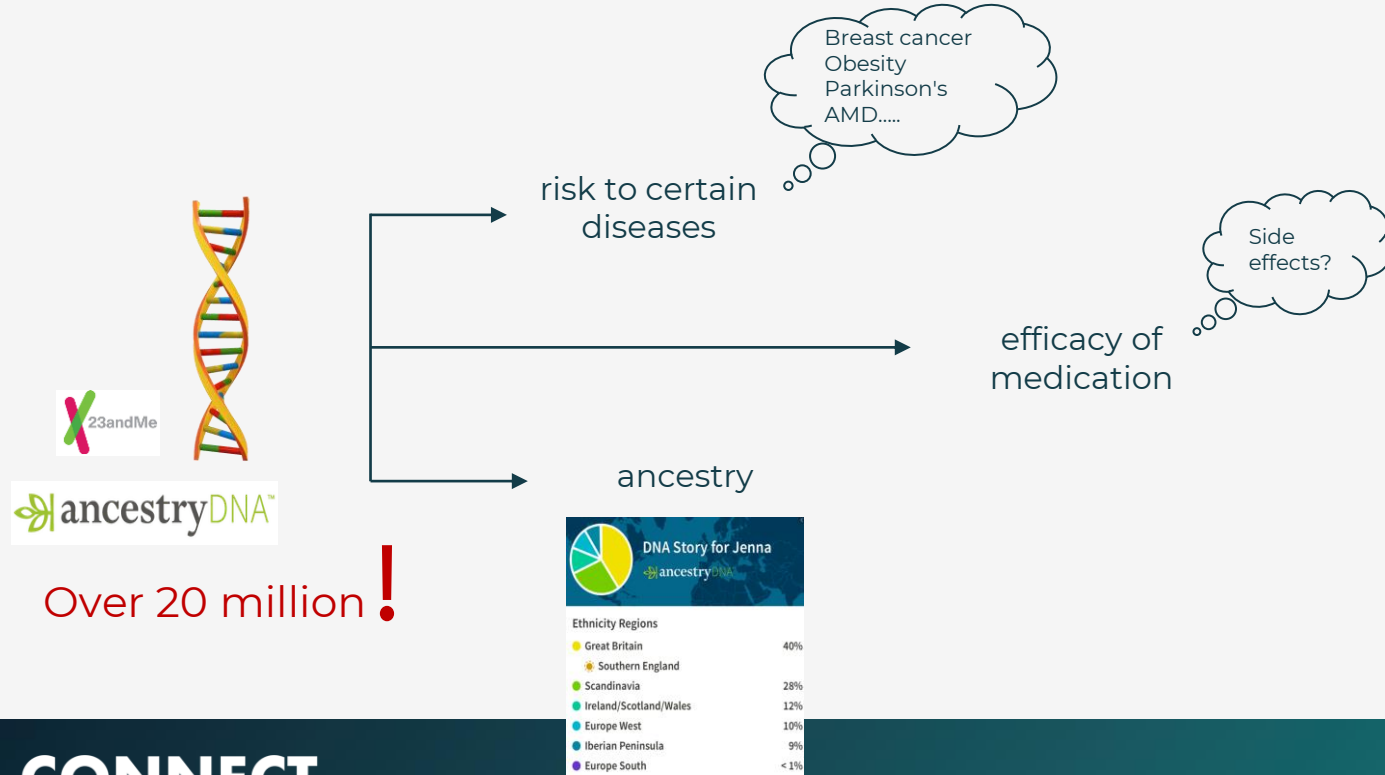 Breast cancer
Obesity
Parkinson's
AMD.....
risk to certain
diseases
Side
effects?
efficacy of
medication
23andMe
ancestryDNA™
ancestry
Over 20 million!
DNA Story for Jenna
ancestryDNA
Ethnicity Regions
Great Britain 40%
Southern England
Scandinavia 28%
Ireland/Scotland/Wales 12%
Europe West 10%
Iberian Peninsula 9%
Europe South < 1%
CONNECT